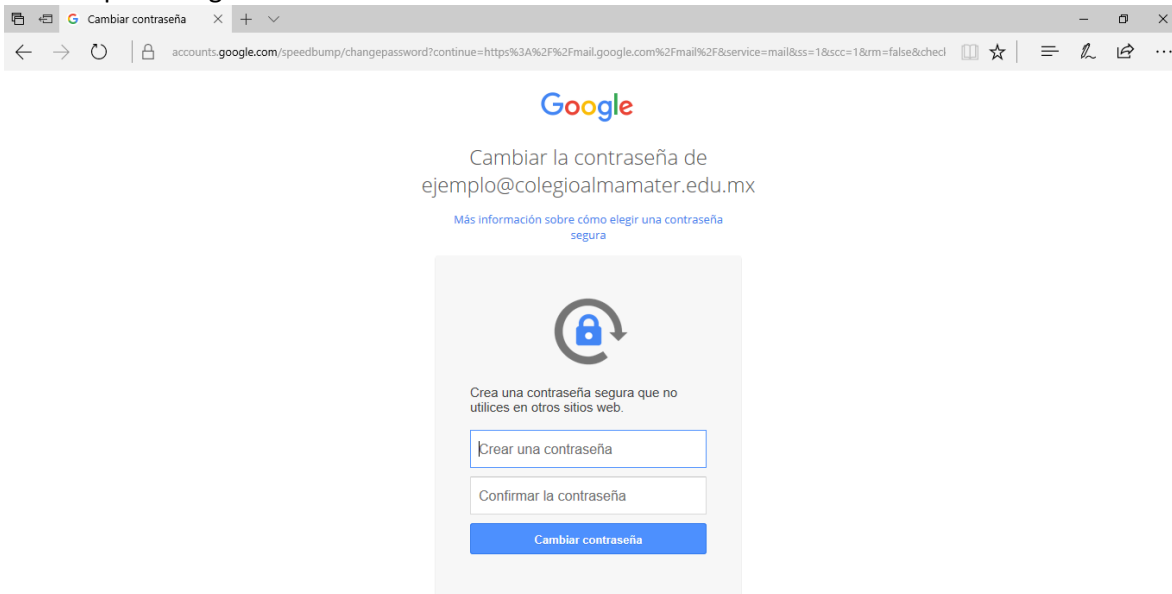 Cambiar contraseña
accounts.google.com/speedbump/changepassword?continue=https%3A%2F%2Fmail.google.com%2Fmail%2F&service=mail&ss=1&scc=1&rm=false&checl
Google
Cambiar la contraseña de
ejemplo@colegioalmamater.edu.mx
Más información sobre cómo elegir una contraseña
segura
Crea una contraseña segura que no
utilices en otros sitios web.
Crear una contraseña
Confirmar la contraseña
Cambiar contraseña